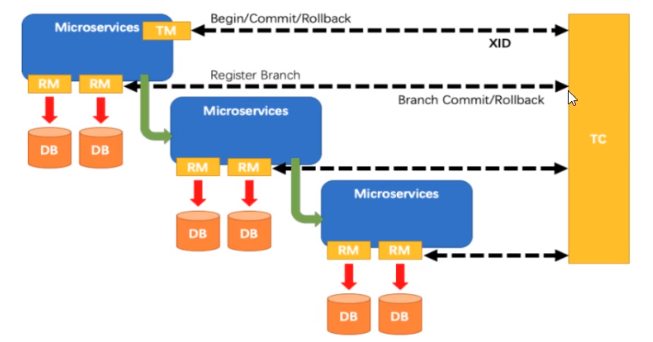 Begin/Commit/Rollback
Microservices
TM
XID
RM
RM
Register Branch
Branch Commit/Rollback
Microservices
DB
DB
TC
RM
RM
Microservices
DB
DB
RM
RM
DB
DB